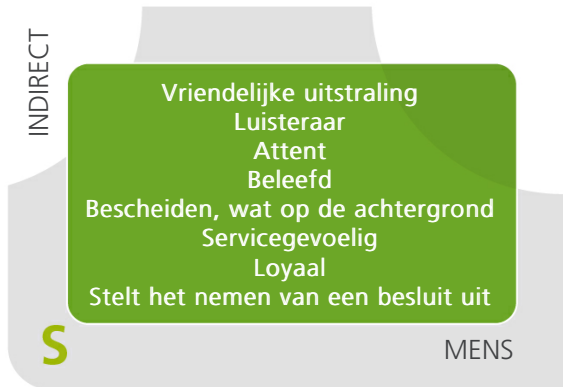 INDIRECT
Vriendelijke uitstraling
Luisteraar
Attent
Beleefd
Bescheiden, wat op de achtergrond
Servicegevoelig
Loyaal
Stelt het nemen van een besluit uit
S
MENS